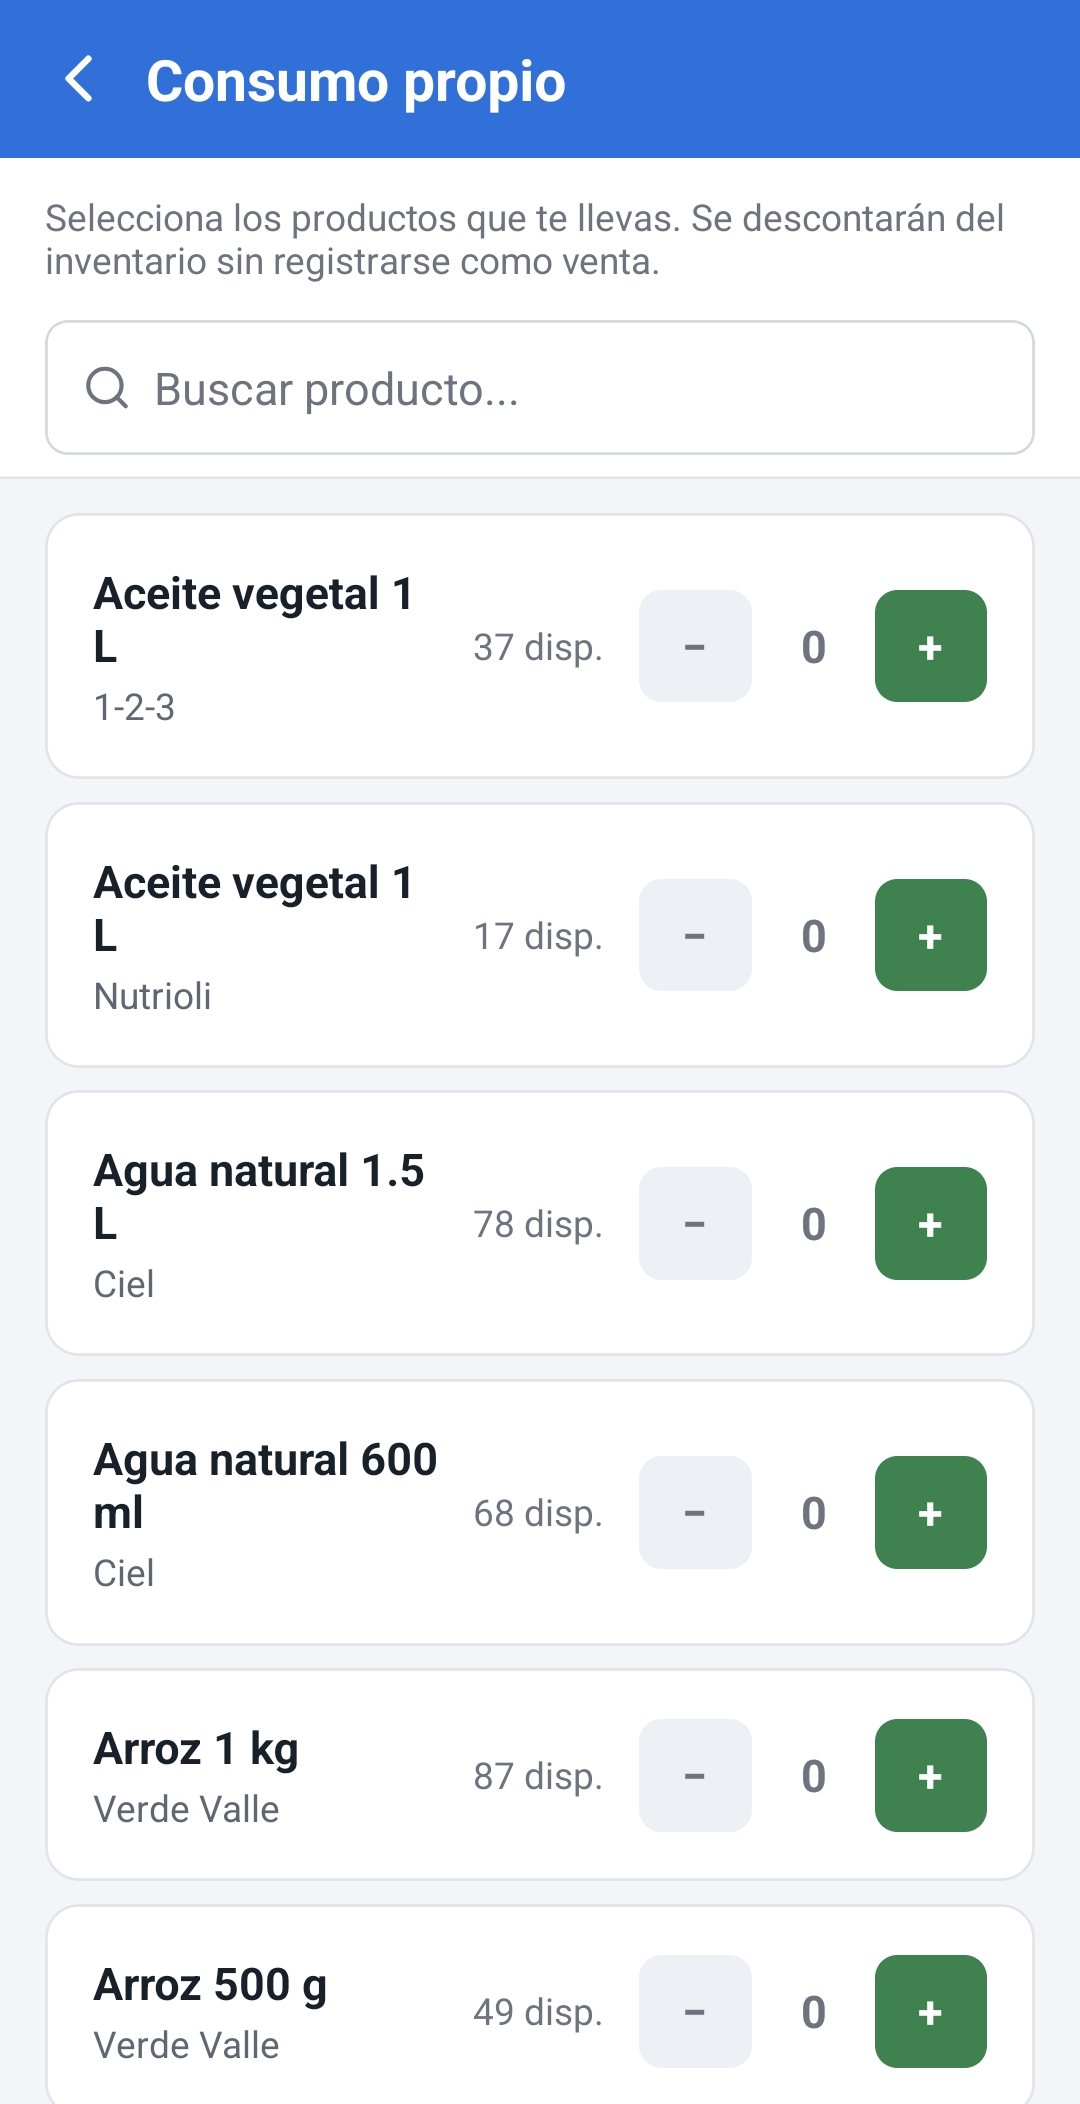 Consumo propio
Selecciona los productos que te llevas. Se descontarán del
inventario sin registrarse como venta.
Buscar producto...
Aceite vegetal 1
L
1-2-3
37 disp.
−
0
+
Aceite vegetal 1
L
Nutrioli
17 disp.
−
0
+
Agua natural 1.5
L
Ciel
78 disp.
−
0
+
Agua natural 600
ml
Ciel
68 disp.
−
0
+
Arroz 1 kg
Verde Valle
87 disp.
−
0
+
Arroz 500 g
Verde Valle
49 disp.
−
0
+